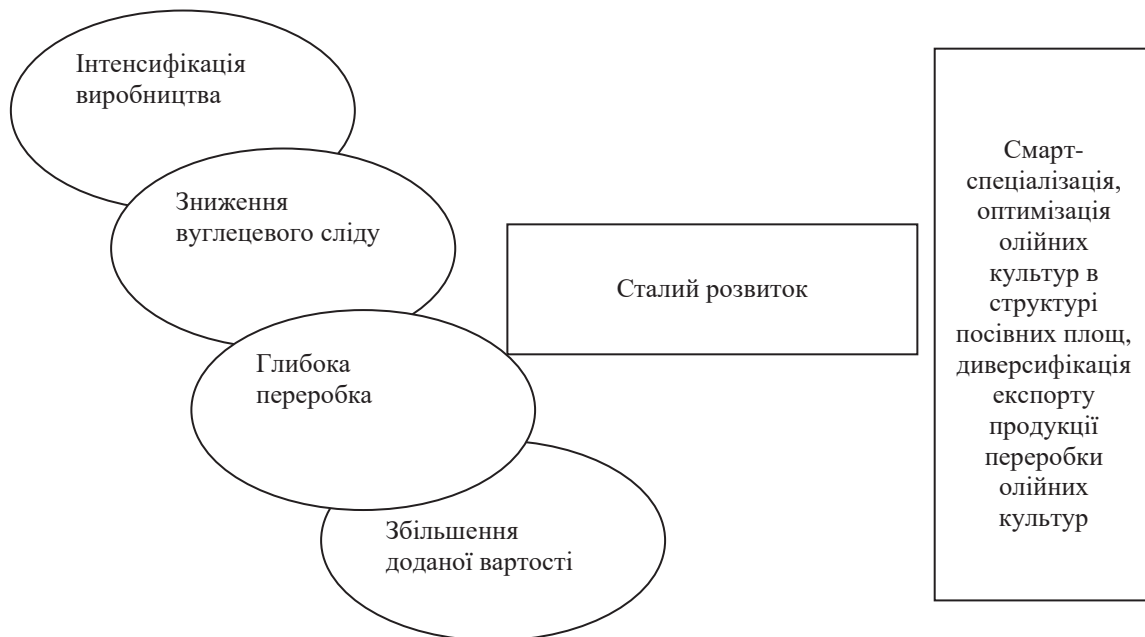 Інтенсифікація
виробництва
Зниження
вуглецевого сліду
Глибока
переробка
Збільшення
доданої вартості
Сталий розвиток
Смарт-
спеціалізація,
оптимізація
олійних
культур в
структурі
посівних площ,
диверсифікація
експорту
продукції
переробки
олійних
культур